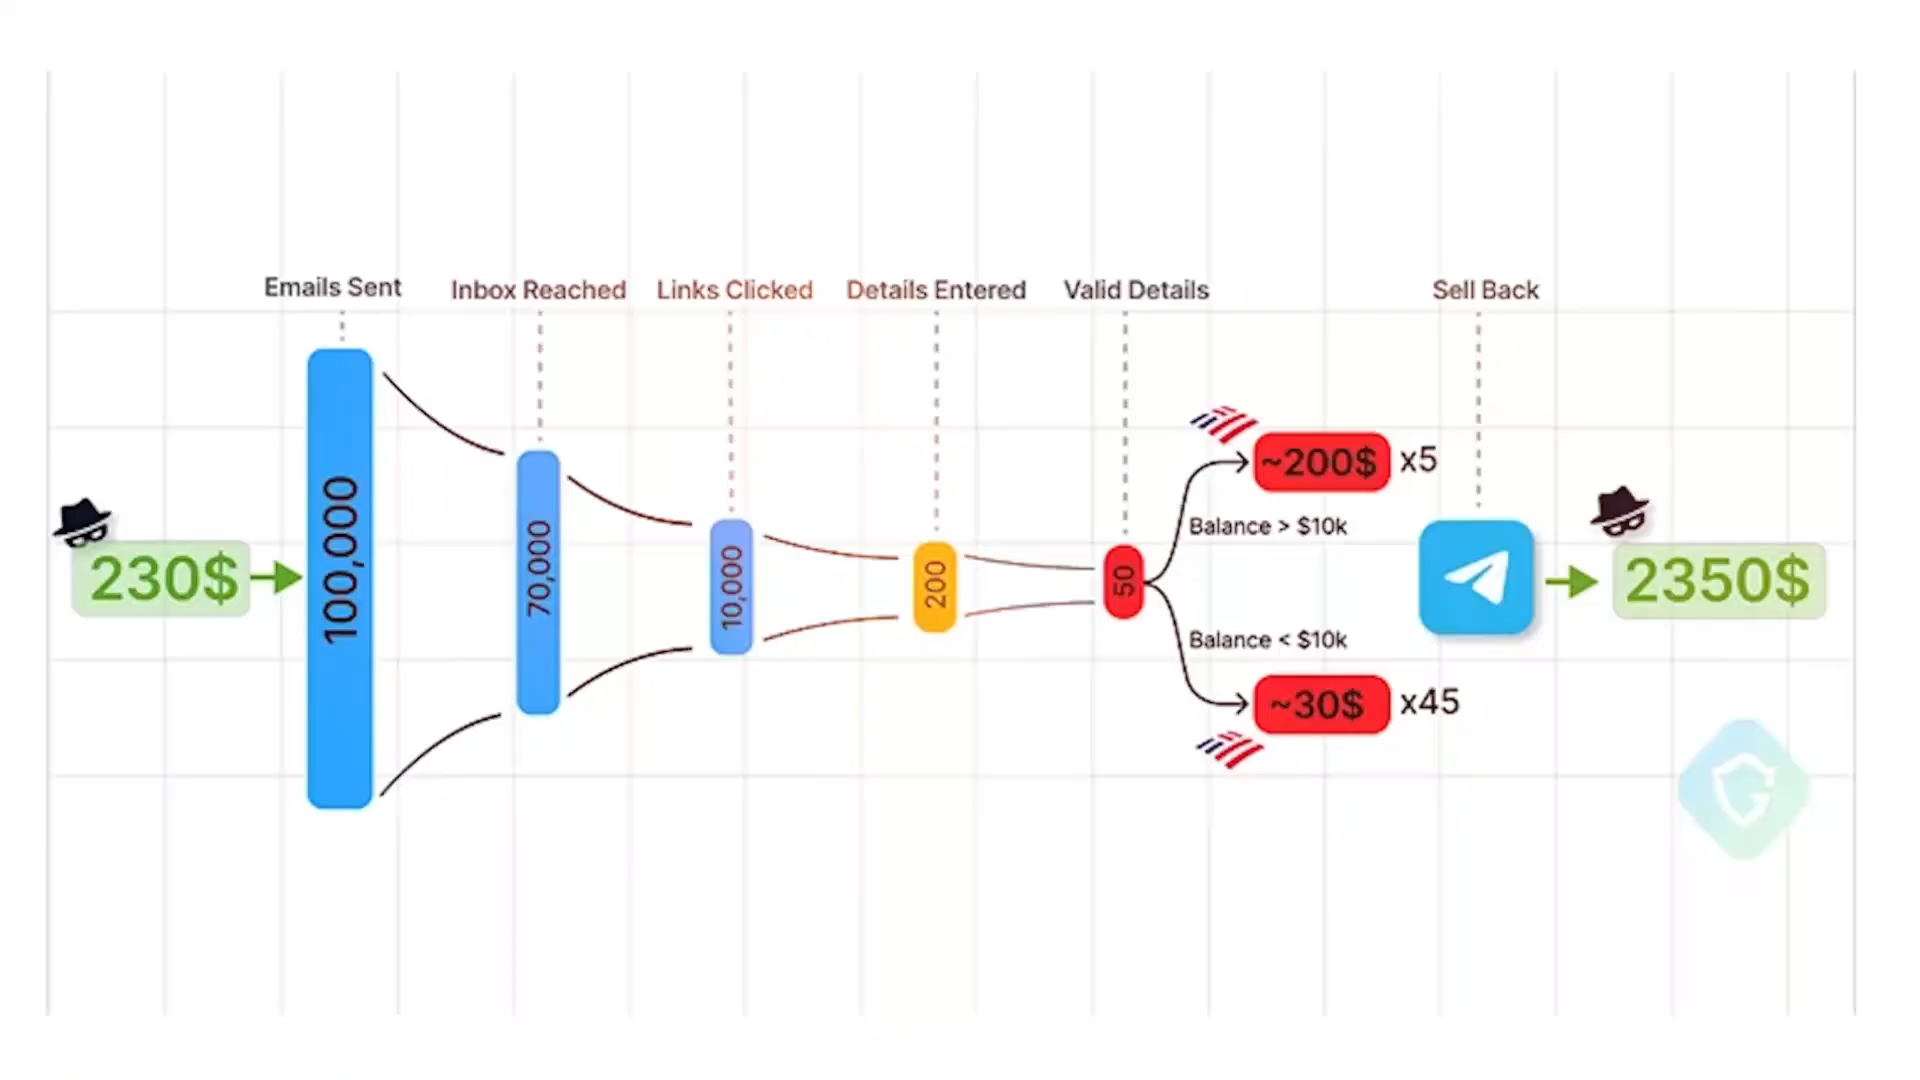 Emails Sent
Inbox Reached
Links Clicked
Details Entered
Valid Details
Sell Back
230$
100,000
70,000
10,000
200
50
~200$ x5
Balance > $10k
Balance < $10k
~30$ x45
2350$